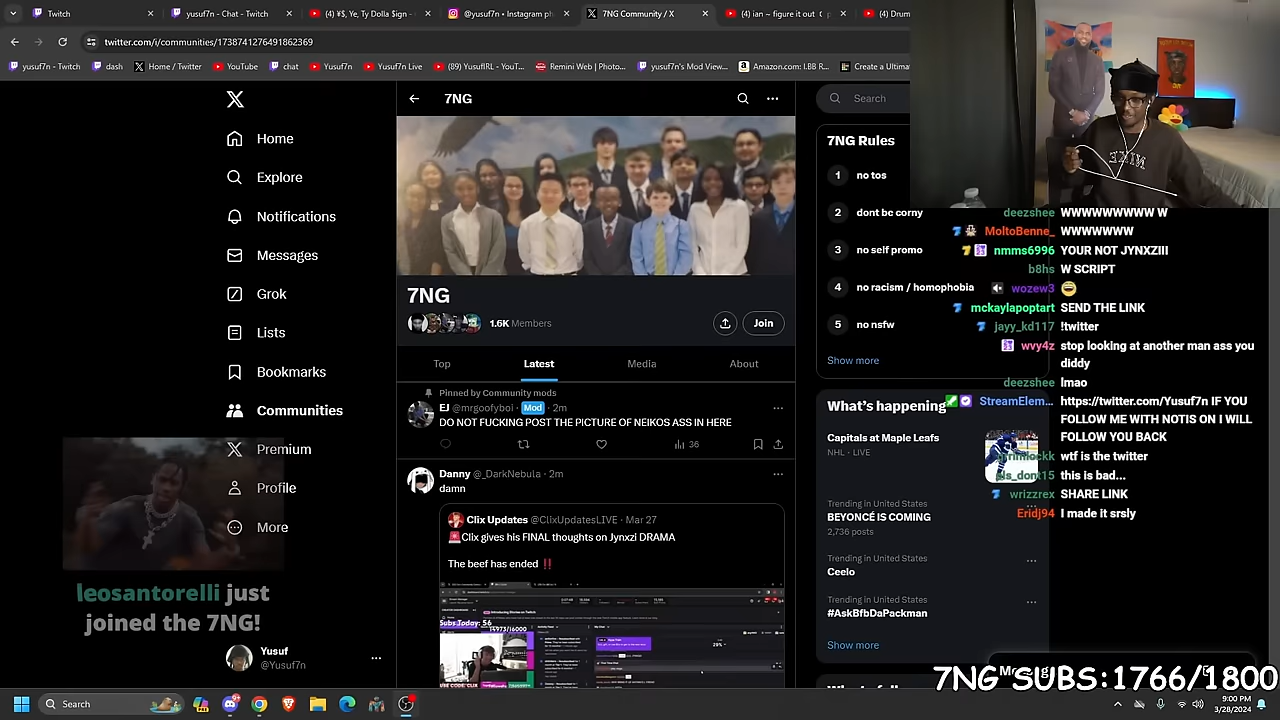 Twitch
yusuf7n - Chat - Twitch
(4) ¥$, Ye, Ty Dolla $ign -
@yusuf7n • Instagram ph
7NG Community / X
(4) ian ~ figure it out
(4) Drum
twitter.com/i/communities/1738741276491862369
yusuf7n - Twitch
dash
Home / Twitter
YouTube
chat
Yusuf7n
Yusuf7n Live
(89) YusufIRL - YouT...
Remini Web | Photo...
yusuf7n's Mod View...
Amazon.com: LBB R...
Create a Ultima
7NG
Search
Home
Explore
Notifications
Messages
Grok
Lists
Bookmarks
Communities
Premium
Profile
More
7NG
1.6K Members
Join
Top
Latest
Media
About
Pinned by Community mods
EJ @mrgoofyboi · Mod · 2m
DO NOT FUCKING POST THE PICTURE OF NEIKOS ASS IN HERE
36
Danny @_DarkNebula · 2m
damn
Clix Updates @ClixUpdatesLIVE · Mar 27
🚨Clix gives his FINAL thoughts on Jynxzi DRAMA
The beef has ended ‼️
7NG Rules
1 no tos
2 dont be corny
3 no self promo
4 no racism / homophobia
5 no nsfw
Show more
What's happening
Capitals at Maple Leafs
NHL · LIVE
Trending in United States
BEYONCÉ IS COMING
2,736 posts
Trending in United States
Ceelo
Trending in United States
#AskBhDaPackman
deezshee WWWWWWWWW W
MoltoBenne_ WWWWWWW
nmms6996 YOUR NOT JYNXZIII
b8hs W SCRIPT
wozew3 😄
mckaylapoptart SEND THE LINK
jayy_kd117 !twitter
wvy4z stop looking at another man ass you
diddy
deezshee lmao
StreamElem... https://twitter.com/Yusuf7n IF YOU
FOLLOW ME WITH NOTIS ON I WILL
FOLLOW YOU BACK
wtf is the twitter
this is bad...
wrizzrex SHARE LINK
Eridj94 I made it srsly
leosantorelli just
joined the 7NG!
Yusuf
@yusuf7n
7NG SUBS:1766/1800
Search
9:00 PM
3/28/2024